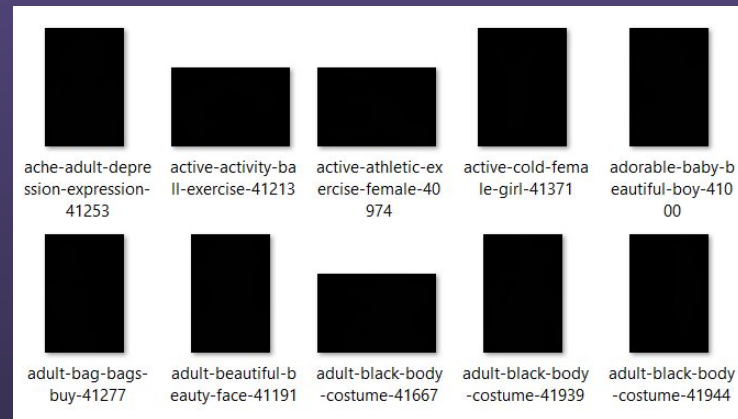 ache-adult-depre
ssion-expression-
41253
active-activity-ba
ll-exercise-41213
active-athletic-ex
ercise-female-40
974
active-cold-fema
le-girl-41371
adorable-baby-b
eautiful-boy-410
00
adult-bag-bags-
buy-41277
adult-beautiful-b
eauty-face-41191
adult-black-body
-costume-41667
adult-black-body
-costume-41939
adult-black-body
-costume-41944